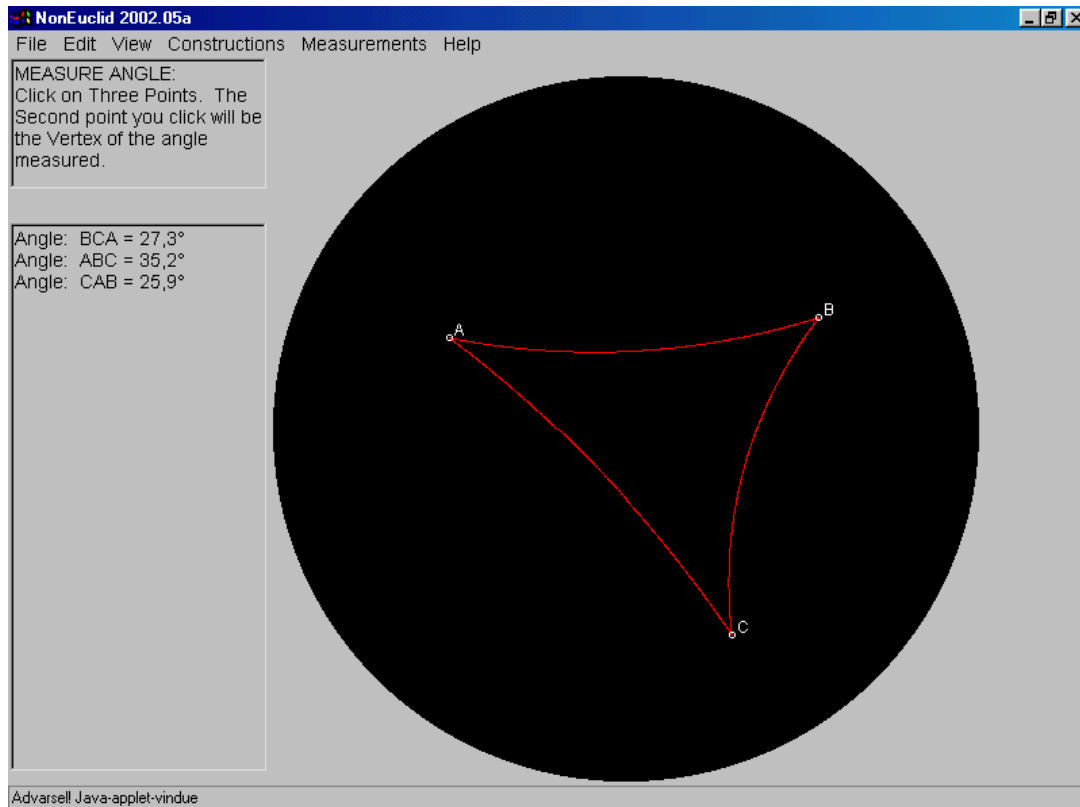 NonEuclid 2002.05a
File Edit View Constructions Measurements Help
MEASURE ANGLE:
Click on Three Points. The
Second point you click will be
the Vertex of the angle
measured.
Angle: BCA = 27,3°
Angle: ABC = 35,2°
Angle: CAB = 25,9°
B
A
C
Advarsell Java-applet-vindue